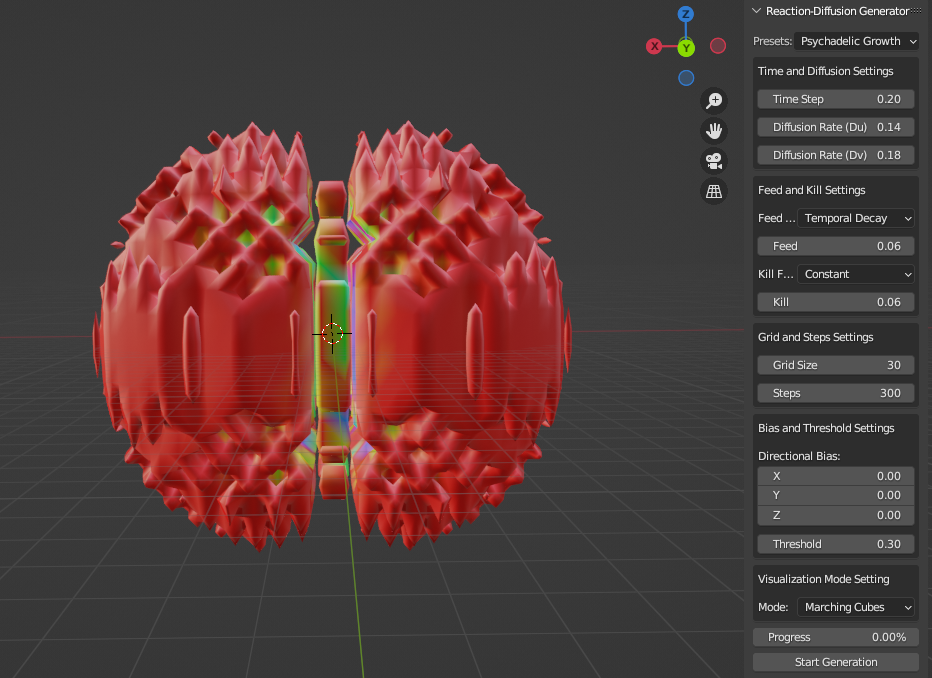 Z
X
Y
Reaction-Diffusion Generator
Presets: Psychadelic Growth
Time and Diffusion Settings
Time Step 0.20
Diffusion Rate (Du) 0.14
Diffusion Rate (Dv) 0.18
Feed and Kill Settings
Feed ... Temporal Decay
Feed 0.06
Kill F... Constant
Kill 0.06
Grid and Steps Settings
Grid Size 30
Steps 300
Bias and Threshold Settings
Directional Bias:
X 0.00
Y 0.00
Z 0.00
Threshold 0.30
Visualization Mode Setting
Mode: Marching Cubes
Progress 0.00%
Start Generation